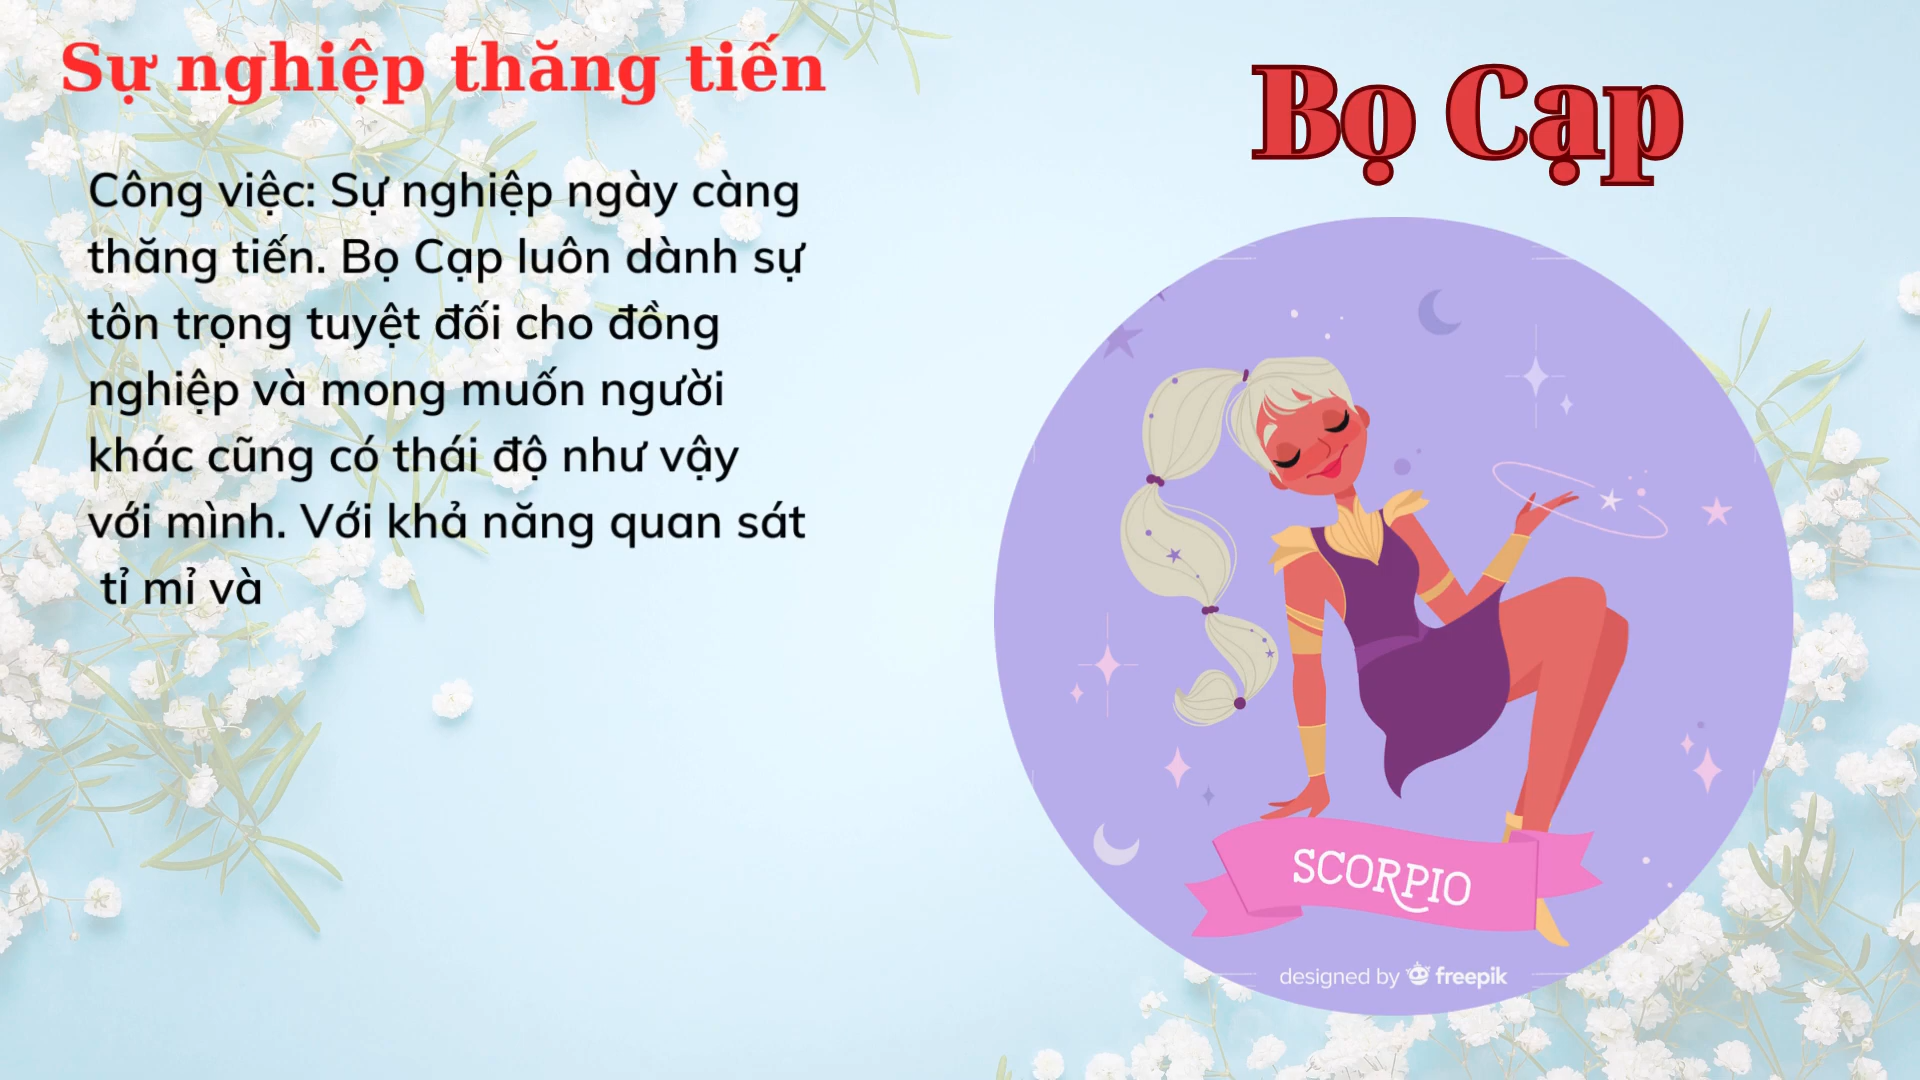 Sự nghiệp thăng tiến
Bọ Cạp
Công việc: Sự nghiệp ngày càng
thăng tiến. Bọ Cạp luôn dành sự
tôn trọng tuyệt đối cho đồng
nghiệp và mong muốn người
khác cũng có thái độ như vậy
với mình. Với khả năng quan sát
tỉ mỉ và
SCORPIO
designed by freepik